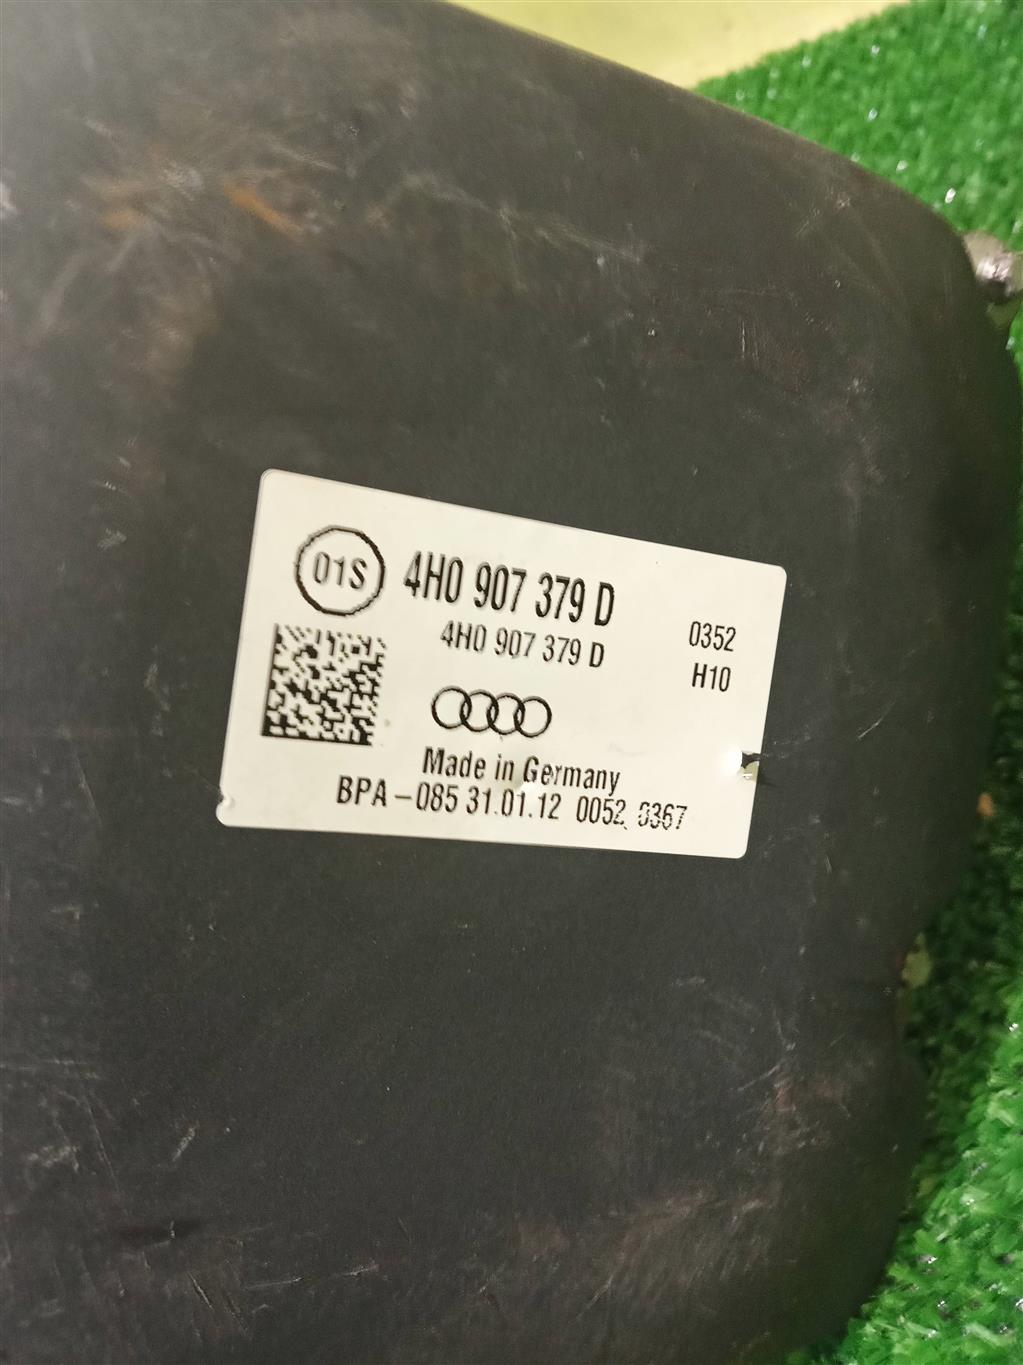 01S 4H0 907 379 D
4H0 907 379 D 0352
H10
Made in Germany
BPA-085 31.01.12 0052 0367